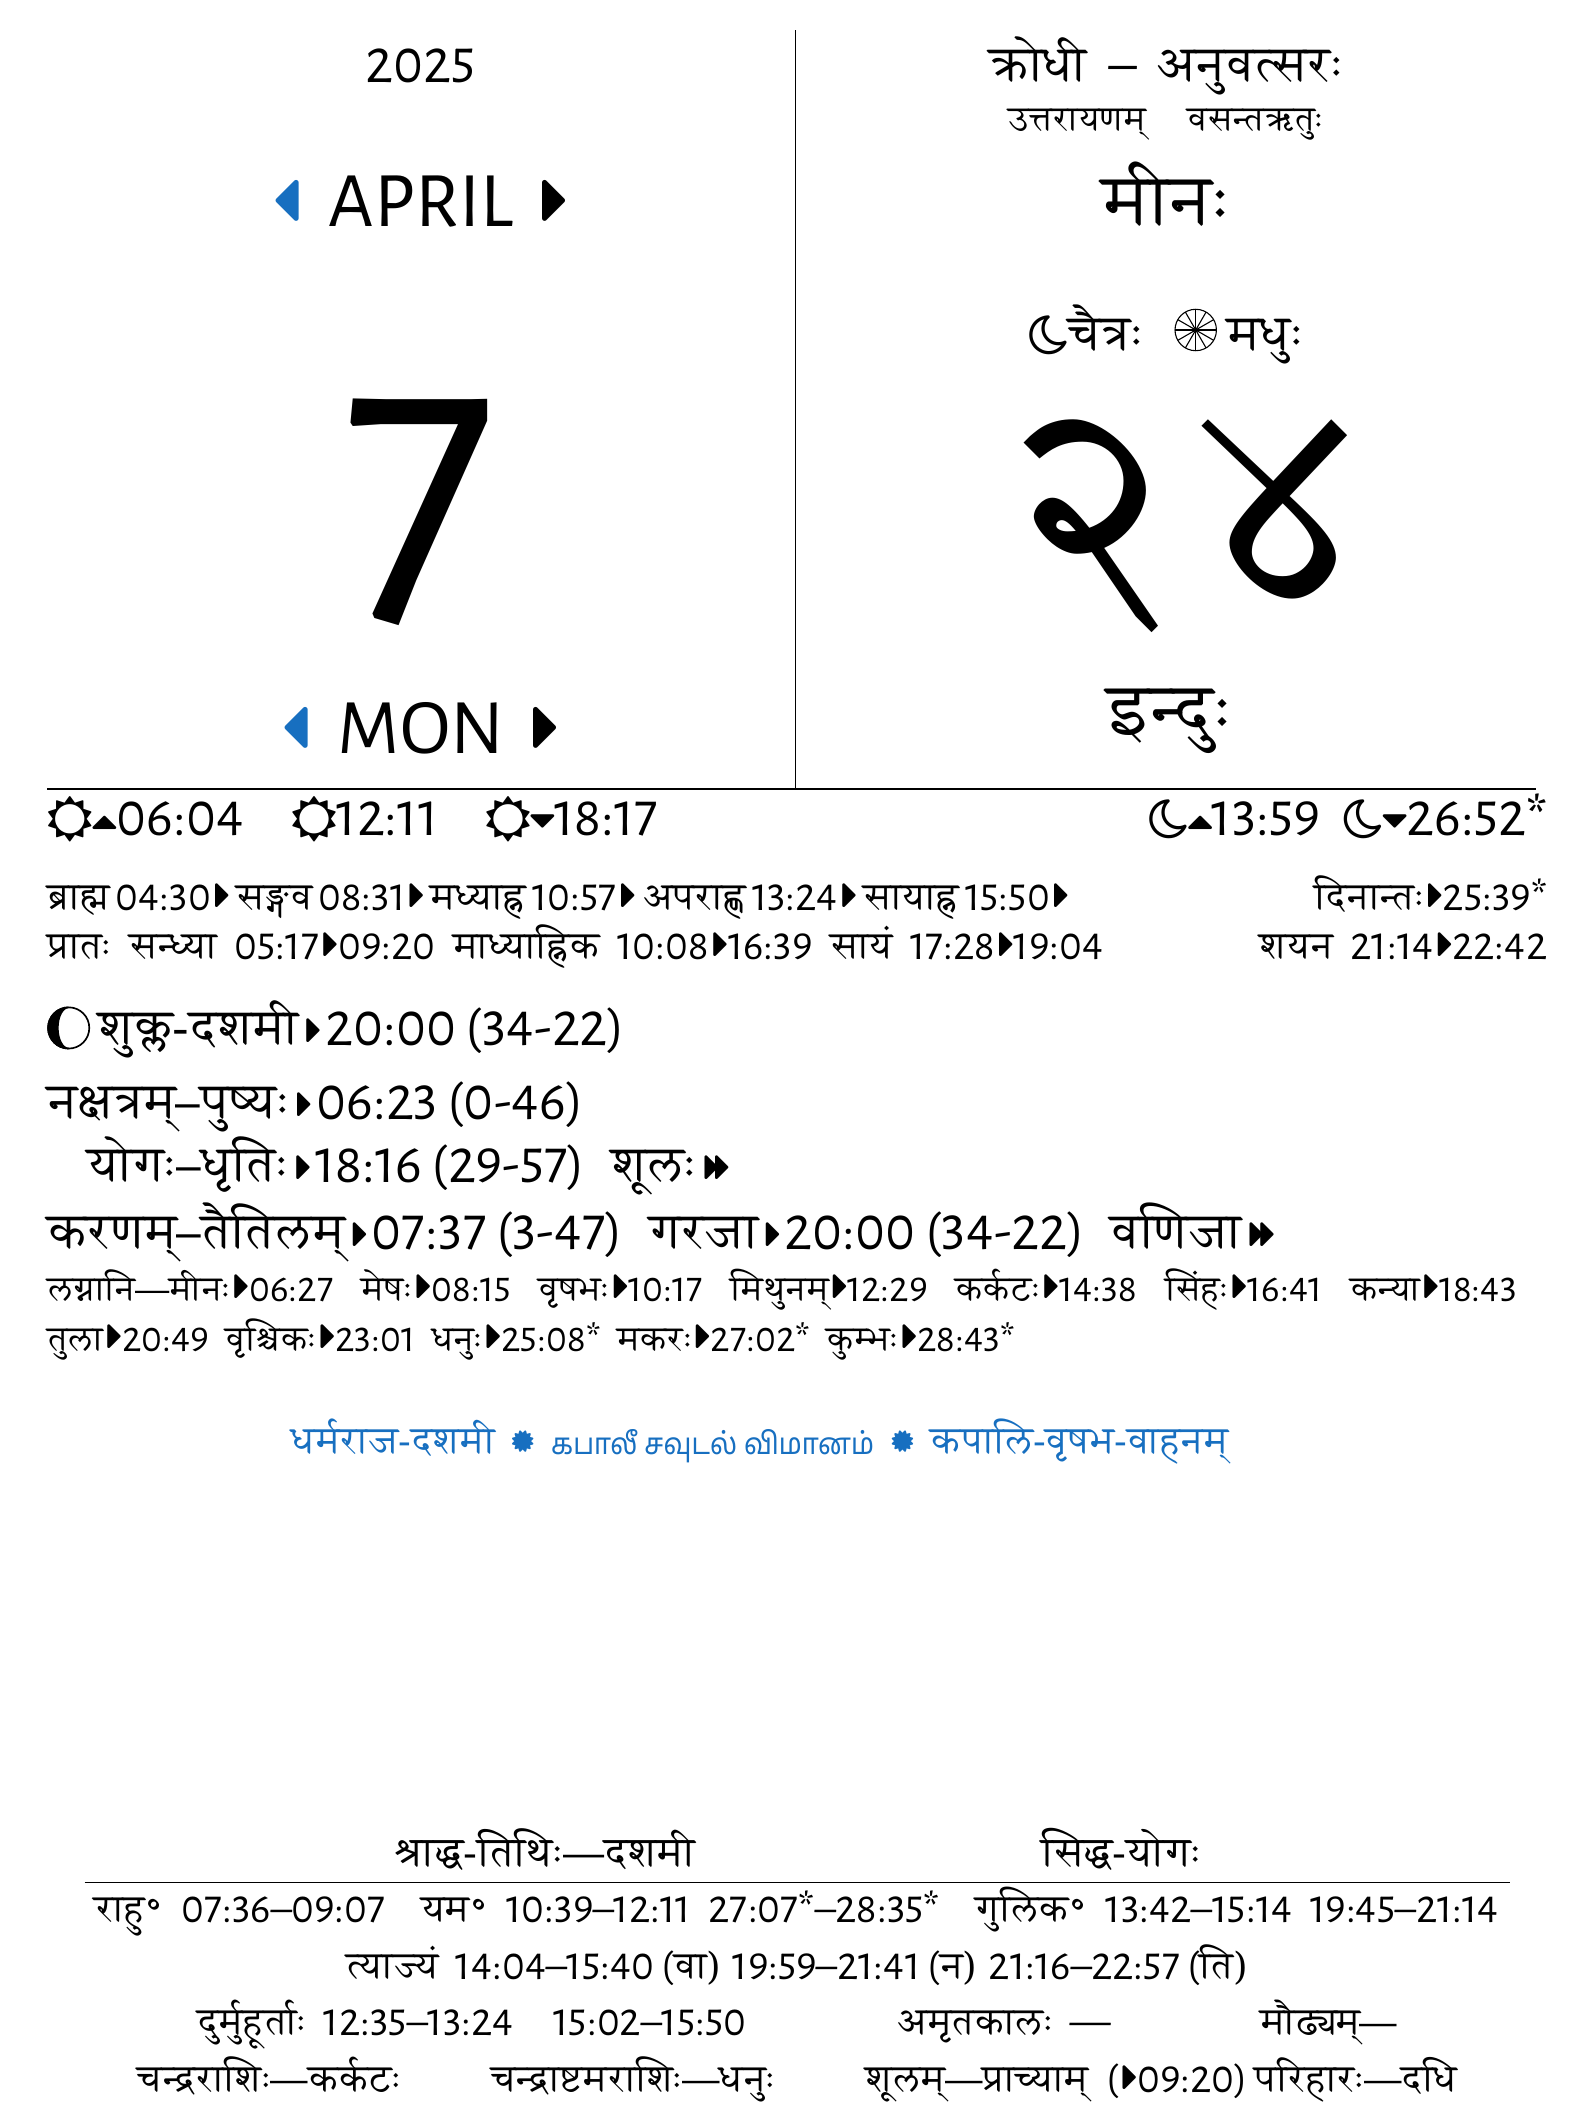 2025
APRIL
7
MON
क्रोधी – अनुवत्सरः
उत्तरायणम् वसन्तऋतुः
मीनः
चैत्रः मधुः
२४
इन्दुः
06:04 12:11 18:17 13:59 26:52*
ब्राह्म 04:30 सङ्गव 08:31 मध्याह्न 10:57 अपराह्ण 13:24 सायाह्न 15:50 दिनान्तः 25:39*
प्रातः सन्ध्या 05:17 09:20 माध्याह्निक 10:08 16:39 सायं 17:28 19:04 शयन 21:14 22:42
शुक्ल-दशमी 20:00 (34-22)
नक्षत्रम्–पुष्यः 06:23 (0-46)
योगः–धृतिः 18:16 (29-57) शूलः
करणम्–तैतिलम् 07:37 (3-47) गरजा 20:00 (34-22) वणिजा
लग्नानि—मीनः 06:27 मेषः 08:15 वृषभः 10:17 मिथुनम् 12:29 कर्कटः 14:38 सिंहः 16:41 कन्या 18:43
तुला 20:49 वृश्चिकः 23:01 धनुः 25:08* मकरः 27:02* कुम्भः 28:43*
धर्मराज-दशमी ✹ கபாலீ சவுடல் விமானம் ✹ कपालि-वृषभ-वाहनम्
श्राद्ध-तिथिः—दशमी सिद्ध-योगः
राहु॰ 07:36–09:07 यम॰ 10:39–12:11 27:07*–28:35* गुलिक॰ 13:42–15:14 19:45–21:14
त्याज्यं 14:04–15:40 (वा) 19:59–21:41 (न) 21:16–22:57 (ति)
दुर्मुहूर्ताः 12:35–13:24 15:02–15:50 अमृतकालः — मौढ्यम्—
चन्द्रराशिः—कर्कटः चन्द्राष्टमराशिः—धनुः शूलम्—प्राच्याम् (09:20) परिहारः—दधि